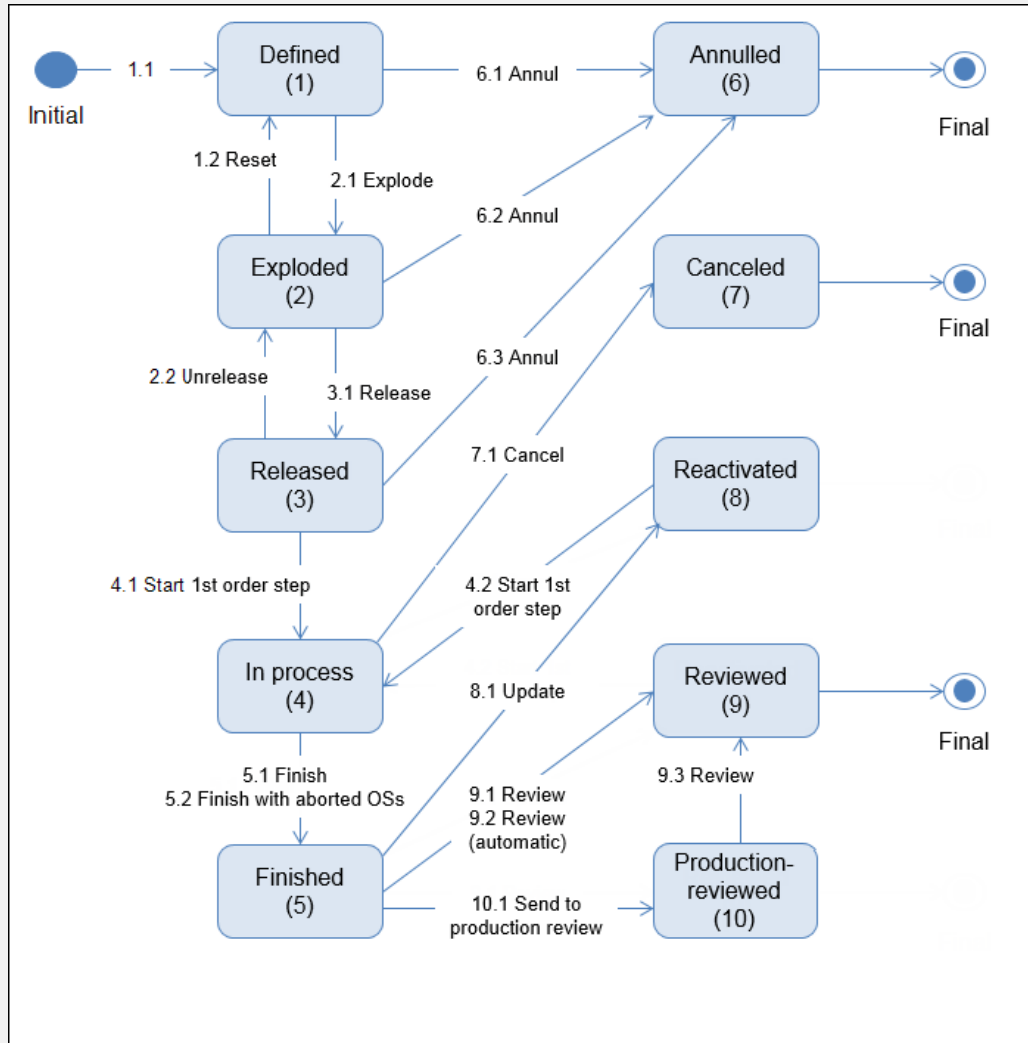 Defined
(1)
Annulled
(6)
1.1
6.1 Annul
Initial
Final
1.2 Reset
2.1 Explode
6.2 Annul
Exploded
(2)
Canceled
(7)
Final
6.3 Annul
2.2 Unrelease
3.1 Release
7.1 Cancel
Released
(3)
Reactivated
(8)
4.1 Start 1st order step
4.2 Start 1st
order step
In process
(4)
Reviewed
(9)
8.1 Update
Final
5.1 Finish
5.2 Finish with aborted OSs
9.1 Review
9.2 Review
(automatic)
9.3 Review
Finished
(5)
Production-
reviewed
(10)
10.1 Send to
production review